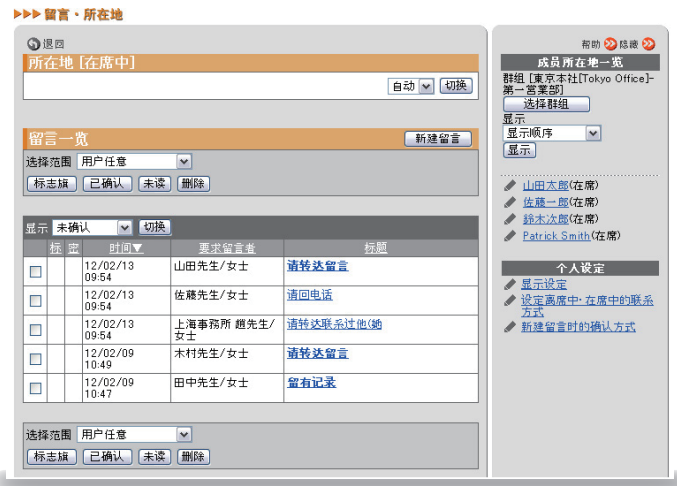 ▶▶▶ 留言・所在地
退回
所在地 [在席中]
自动 切换
留言一览 新建留言
选择范围 用户任意
标志旗 已确认 未读 删除
显示 未确认 切换
标 密 时间▼ 要求留言者 标题
12/02/13 09:54 山田先生/女士 请转达留言
12/02/13 09:54 佐藤先生/女士 请回电话
12/02/13 09:54 上海事務所 趙先生/女士 请转达联系过他(她
12/02/09 10:49 木村先生/女士 请转达留言
12/02/09 10:47 田中先生/女士 留有记录
选择范围 用户任意
标志旗 已确认 未读 删除
帮助 隐藏
成员所在地一览
群组 [東京本社[Tokyo Office]-
第一営業部]
选择群组
显示
显示顺序
显示
山田太郎(在席)
佐藤一郎(在席)
鈴木次郎(在席)
Patrick Smith(在席)
个人设定
显示设定
设定离席中·在席中的联系
方式
新建留言时的确认方式